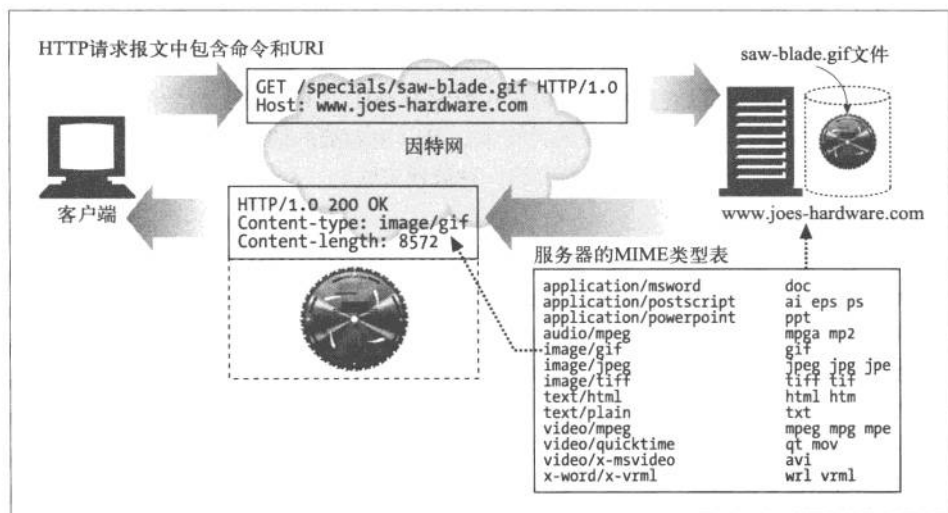 HTTP请求报文中包含命令和URI
saw-blade.gif文件
GET /specials/saw-blade.gif HTTP/1.0
Host: www.joes-hardware.com
因特网
客户端
HTTP/1.0 200 OK
Content-type: image/gif
Content-length: 8572
www.joes-hardware.com
服务器的MIME类型表
application/msword doc
application/postscript ai eps ps
application/powerpoint ppt
audio/mpeg mpga mp2
image/gif gif
image/jpeg jpeg jpg jpe
image/tiff tiff tif
text/html html htm
text/plain txt
video/mpeg mpeg mpg mpe
video/quicktime qt mov
video/x-msvideo avi
x-word/x-vrml wrl vrml